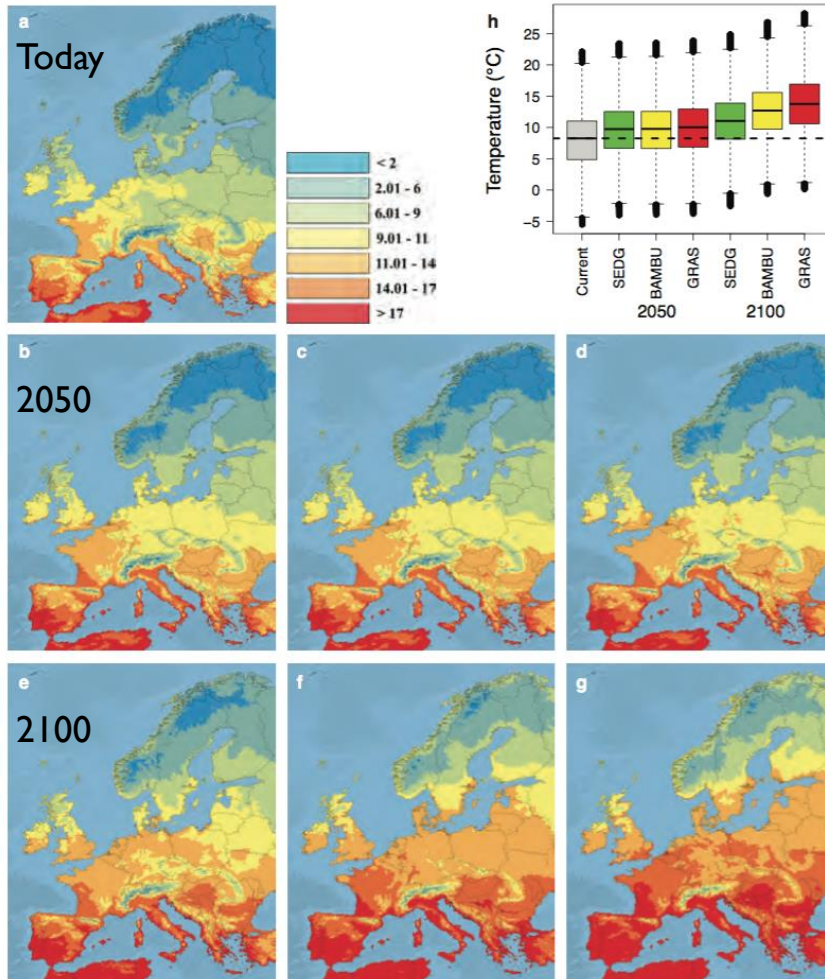 a
Today
< 2
2.01 - 6
6.01 - 9
9.01 - 11
11.01 - 14
14.01 - 17
> 17
h
Temperature (°C)
25
20
15
10
5
0
−5
Current
SEDG
BAMBU
GRAS
SEDG
BAMBU
GRAS
2050
2100
b
2050
c
d
e
2100
f
g